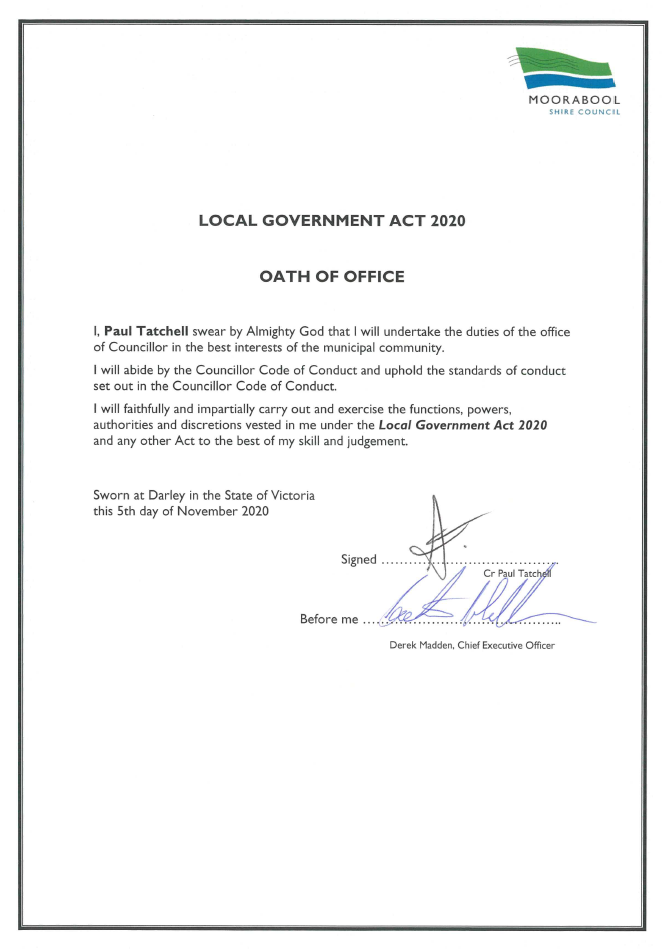 MOORABOOL
SHIRE COUNCIL
LOCAL GOVERNMENT ACT 2020
OATH OF OFFICE
I, Paul Tatchell swear by Almighty God that I will undertake the duties of the office
of Councillor in the best interests of the municipal community.
I will abide by the Councillor Code of Conduct and uphold the standards of conduct
set out in the Councillor Code of Conduct.
I will faithfully and impartially carry out and exercise the functions, powers,
authorities and discretions vested in me under the Local Government Act 2020
and any other Act to the best of my skill and judgement.
Sworn at Darley in the State of Victoria
this 5th day of November 2020
Signed ..............................................
Cr Paul Tatchell
Before me ..................................................
Derek Madden, Chief Executive Officer